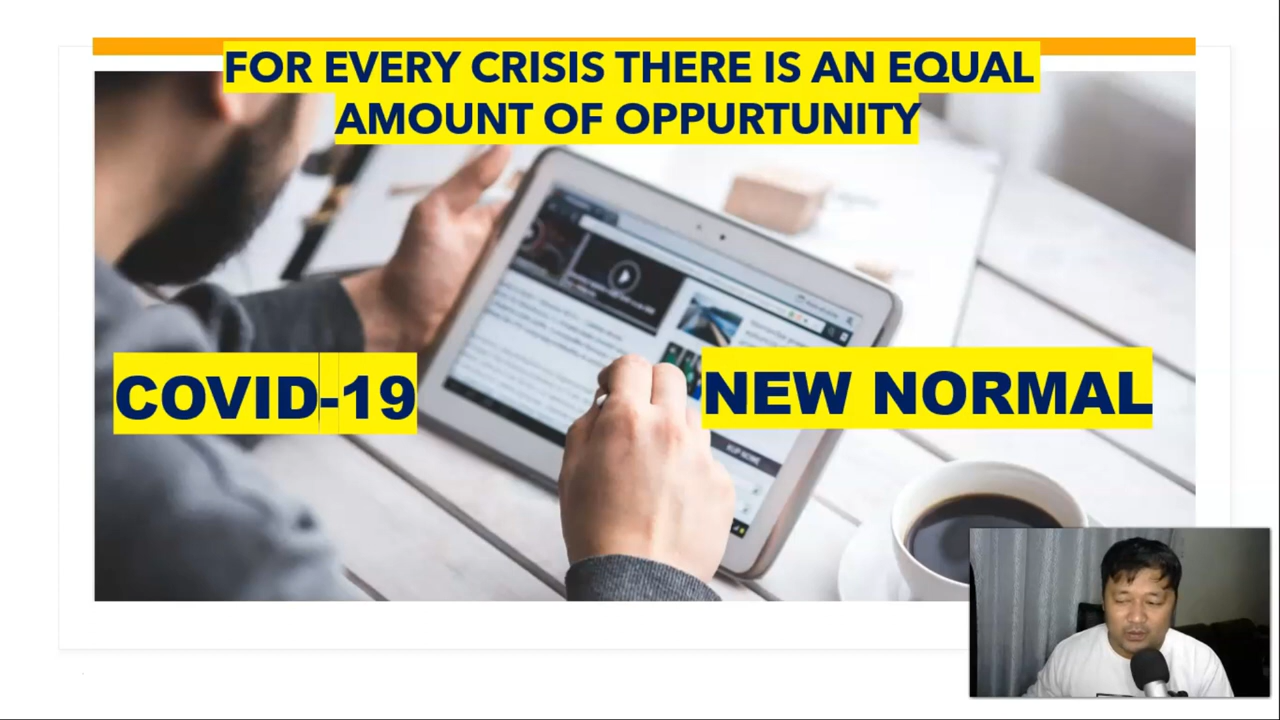 FOR EVERY CRISIS THERE IS AN EQUAL
AMOUNT OF OPPURTUNITY
COVID-19
NEW NORMAL